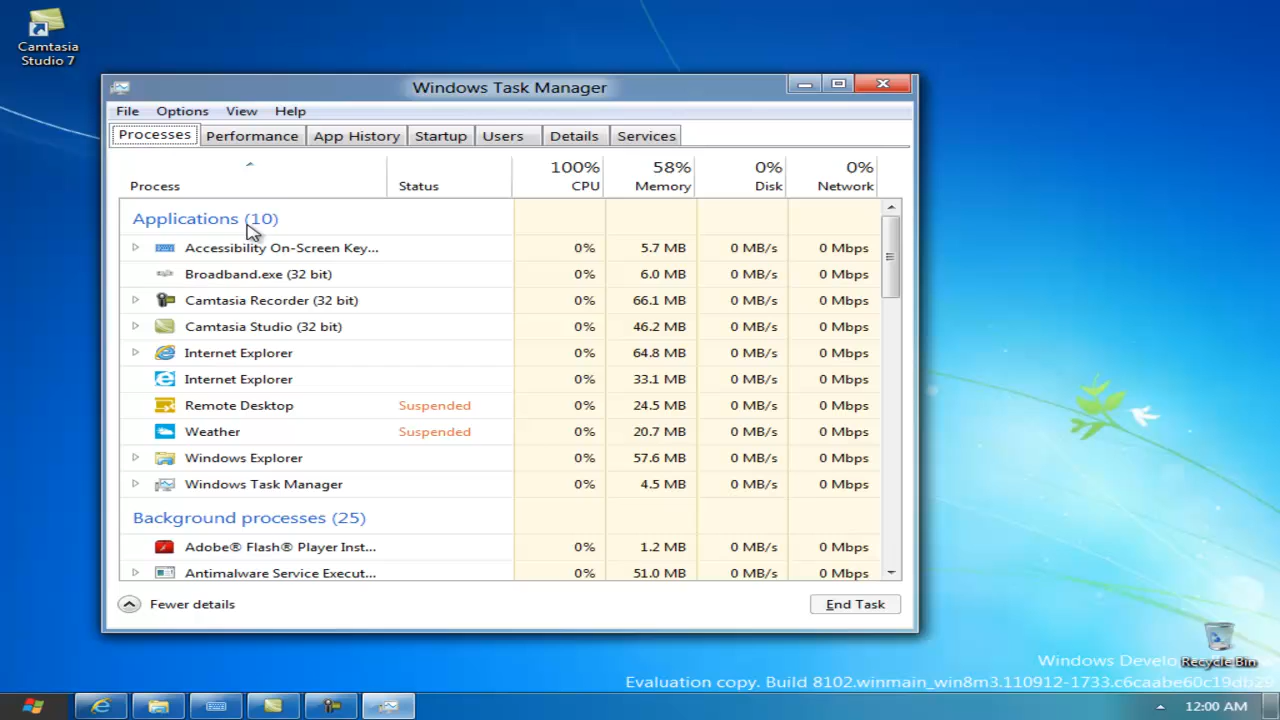 Camtasia
Studio 7
Windows Task Manager
File Options View Help
Processes Performance App History Startup Users Details Services
100% 58% 0% 0%
Process Status CPU Memory Disk Network
Applications (10)
Accessibility On-Screen Key... 0% 5.7 MB 0 MB/s 0 Mbps
Broadband.exe (32 bit) 0% 6.0 MB 0 MB/s 0 Mbps
Camtasia Recorder (32 bit) 0% 66.1 MB 0 MB/s 0 Mbps
Camtasia Studio (32 bit) 0% 46.2 MB 0 MB/s 0 Mbps
Internet Explorer 0% 64.8 MB 0 MB/s 0 Mbps
Internet Explorer 0% 33.1 MB 0 MB/s 0 Mbps
Remote Desktop Suspended 0% 24.5 MB 0 MB/s 0 Mbps
Weather Suspended 0% 20.7 MB 0 MB/s 0 Mbps
Windows Explorer 0% 57.6 MB 0 MB/s 0 Mbps
Windows Task Manager 0% 4.5 MB 0 MB/s 0 Mbps
Background processes (25)
Adobe® Flash® Player Inst... 0% 1.2 MB 0 MB/s 0 Mbps
Antimalware Service Execut... 0% 51.0 MB 0 MB/s 0 Mbps
Fewer details End Task
Recycle Bin
Windows Develo
Evaluation copy. Build 8102.winmain_win8m3.110912-1733.c6caabe60c19db29
12:00 AM